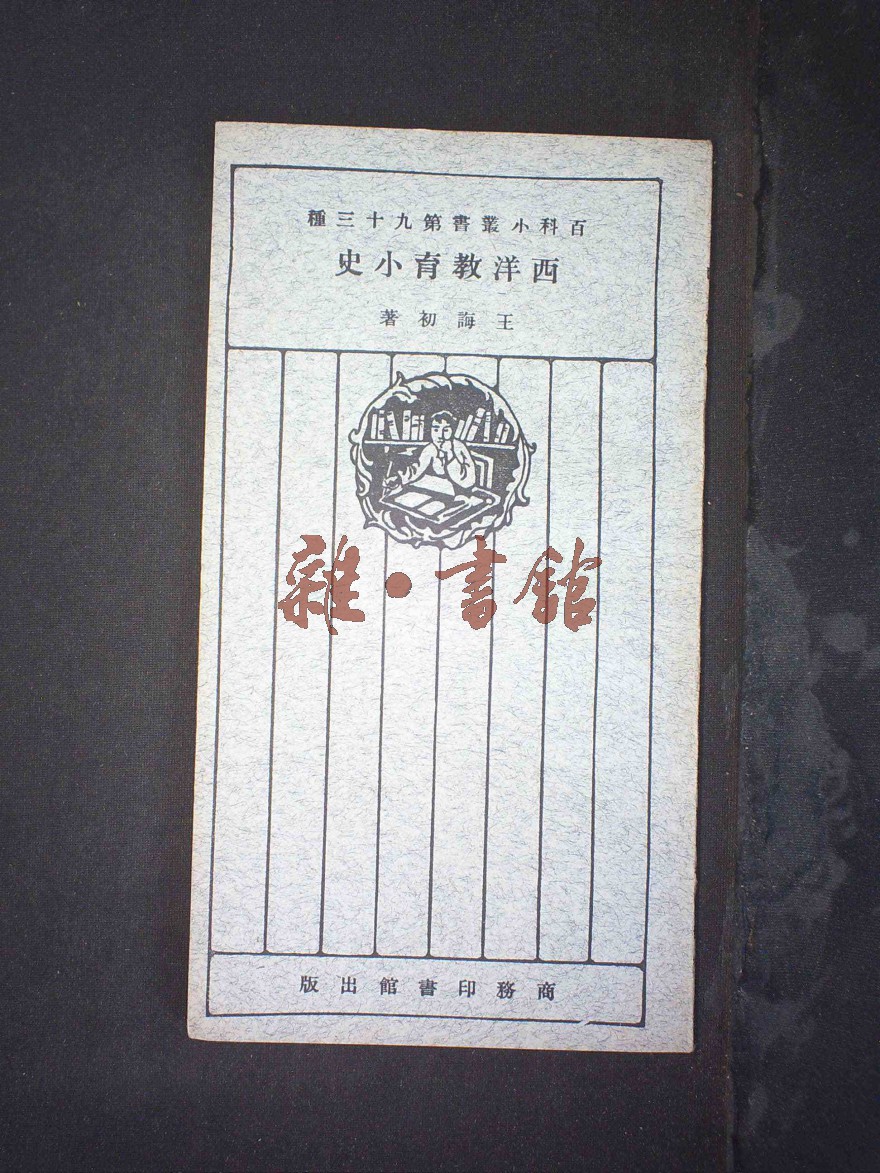 百科小叢書第九十三種
西洋教育小史
王誨初著
雜·書館
商務印書館出版